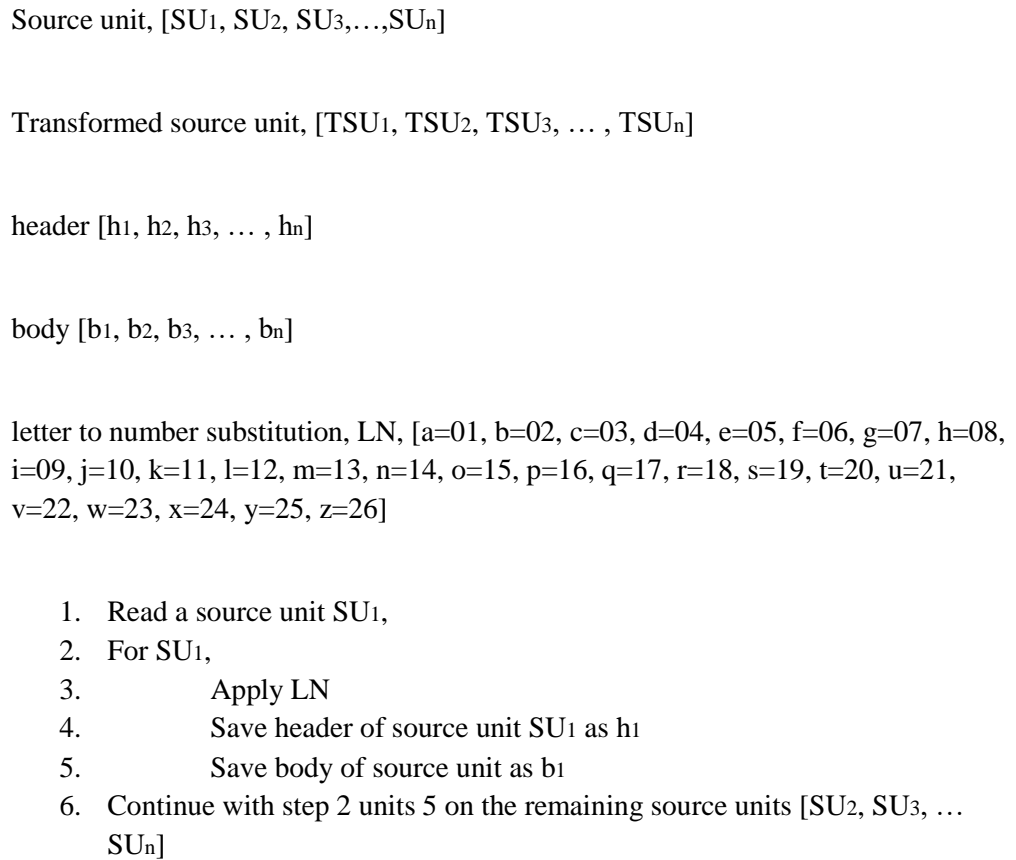 Source unit, [SU1, SU2, SU3,…,SUn]
Transformed source unit, [TSU1, TSU2, TSU3, … , TSUn]
header [h1, h2, h3, … , hn]
body [b1, b2, b3, … , bn]
letter to number substitution, LN, [a=01, b=02, c=03, d=04, e=05, f=06, g=07, h=08,
i=09, j=10, k=11, l=12, m=13, n=14, o=15, p=16, q=17, r=18, s=19, t=20, u=21,
v=22, w=23, x=24, y=25, z=26]
1. Read a source unit SU1,
2. For SU1,
3. Apply LN
4. Save header of source unit SU1 as h1
5. Save body of source unit as b1
6. Continue with step 2 units 5 on the remaining source units [SU2, SU3, …
SUn]